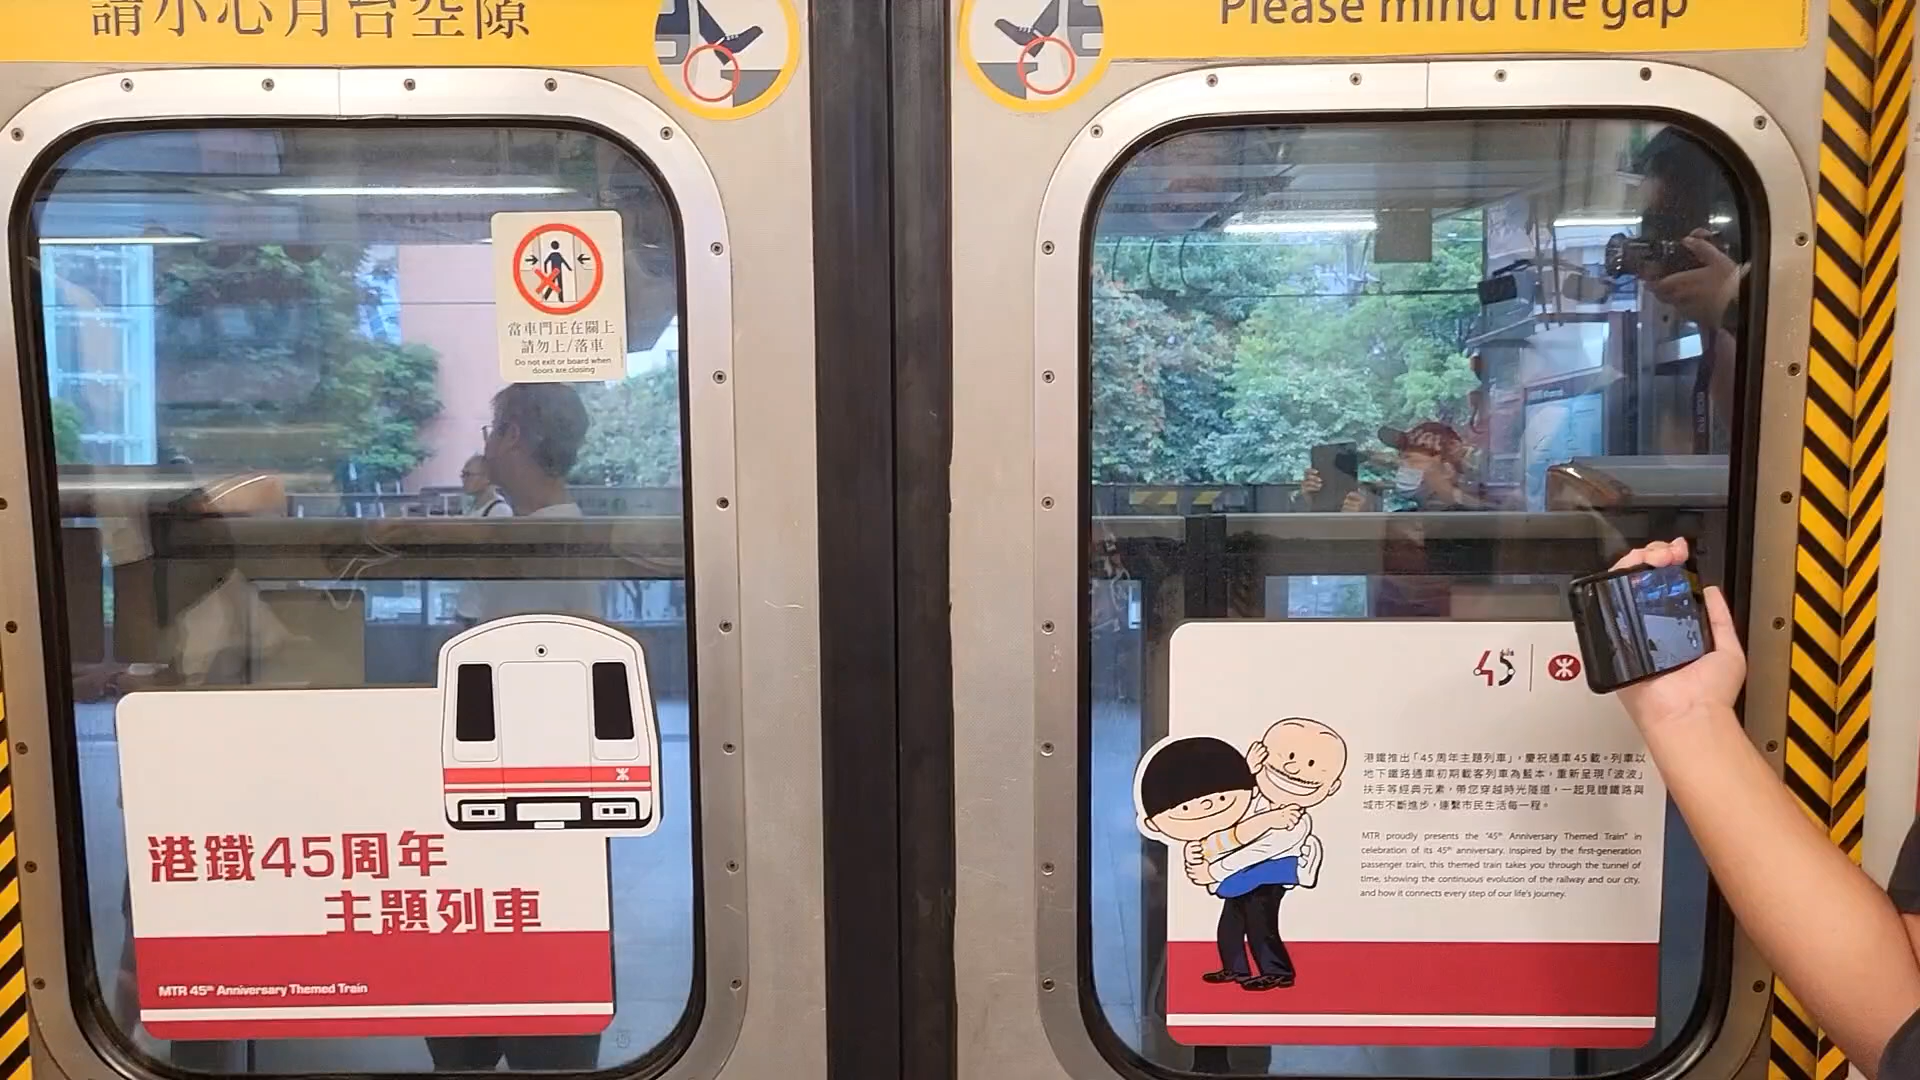 請小心月台空隙
Please mind the gap
當車門正在關上
請勿上/落車
Do not exit or board when
doors are closing
港鐵45周年
主題列車
MTR 45th Anniversary Themed Train
45
港鐵推出「45周年主題列車」，慶祝通車45載。列車以
地下鐵路通車初期載客列車為藍本，重新呈現「波波」
扶手等經典元素，帶您穿越時光隧道，一起見證鐵路與
城市不斷進步，連繫市民生活每一程。
MTR proudly presents the "45th Anniversary Themed Train" in
celebration of its 45th anniversary. Inspired by the first-generation
passenger train, this themed train takes you through the tunnel of
time, showing the continuous evolution of the railway and our city,
and how it connects every step of our life's journey.